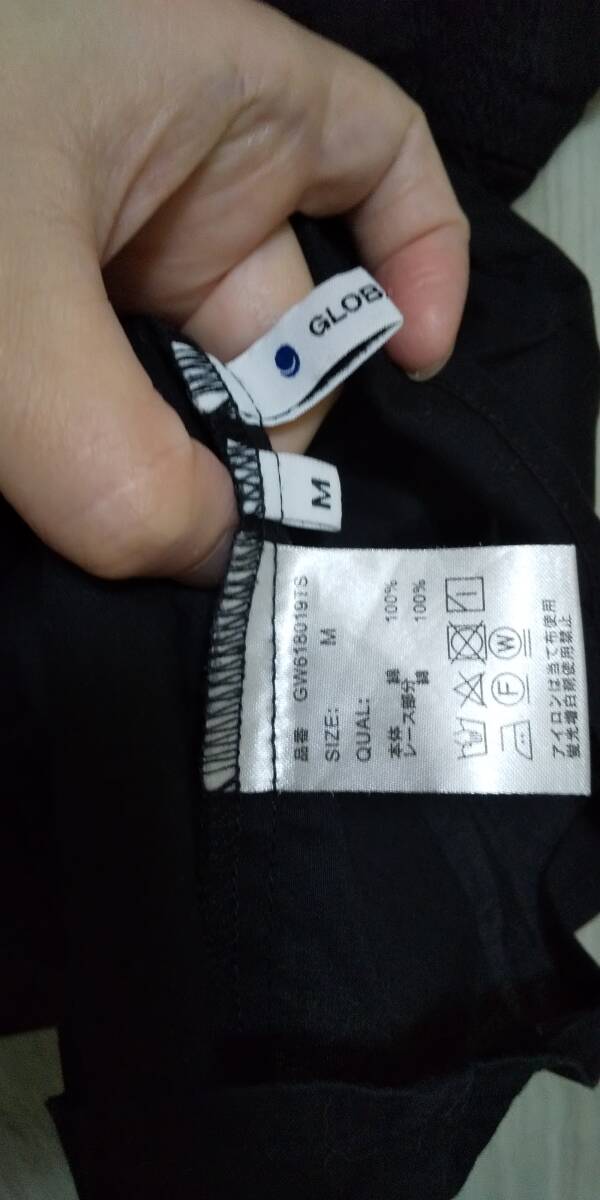 GLOB
M
品番 GW618019TS
SIZE: M
QUAL:
本体 綿 100%
レース部分
綿 100%
F W
アイロンは当て布使用
蛍光増白剤使用禁止